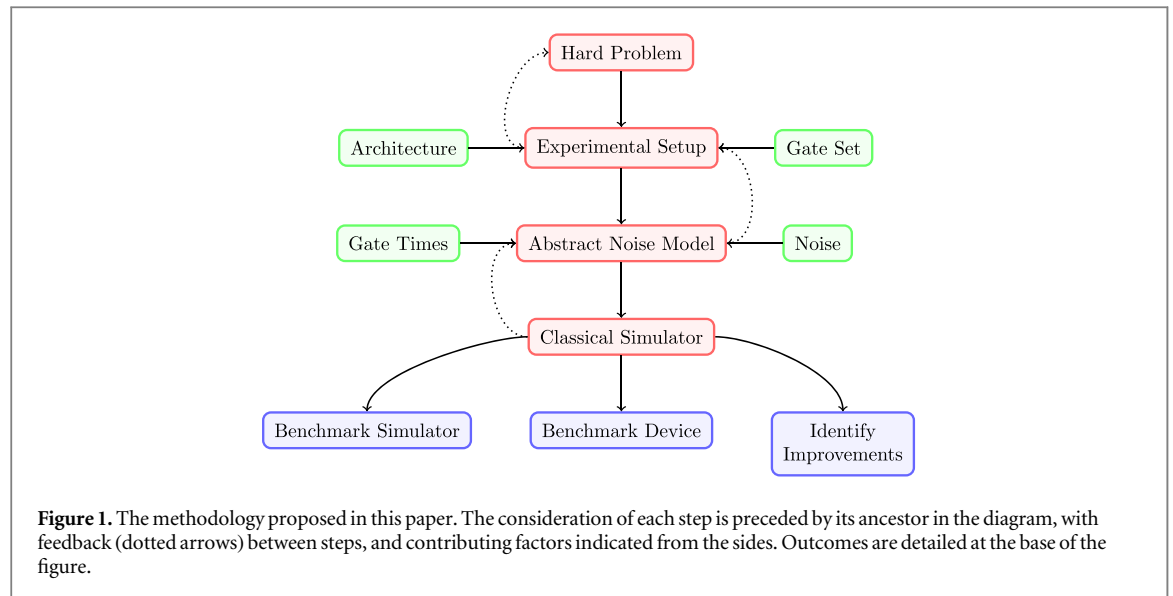 Hard Problem
Architecture
Experimental Setup
Gate Set
Gate Times
Abstract Noise Model
Noise
Classical Simulator
Benchmark Simulator
Benchmark Device
Identify
Improvements
Figure 1. The methodology proposed in this paper. The consideration of each step is preceded by its ancestor in the diagram, with
feedback (dotted arrows) between steps, and contributing factors indicated from the sides. Outcomes are detailed at the base of the
figure.